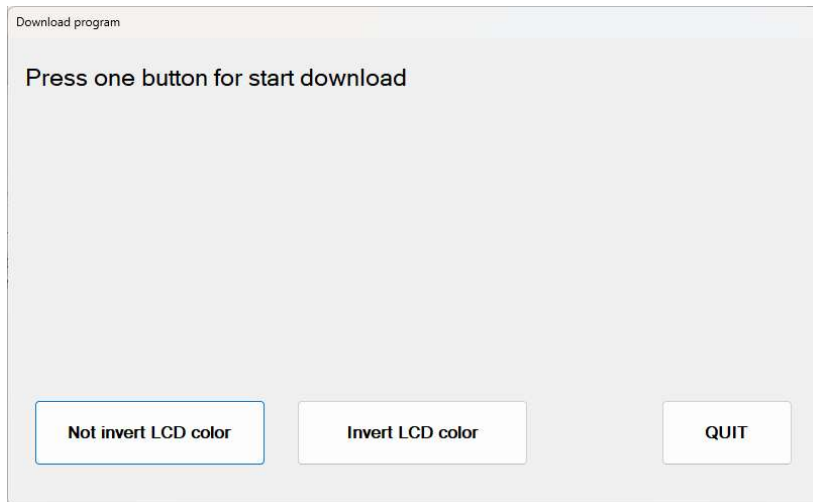 Download program
Press one button for start download
Not invert LCD color
Invert LCD color
QUIT